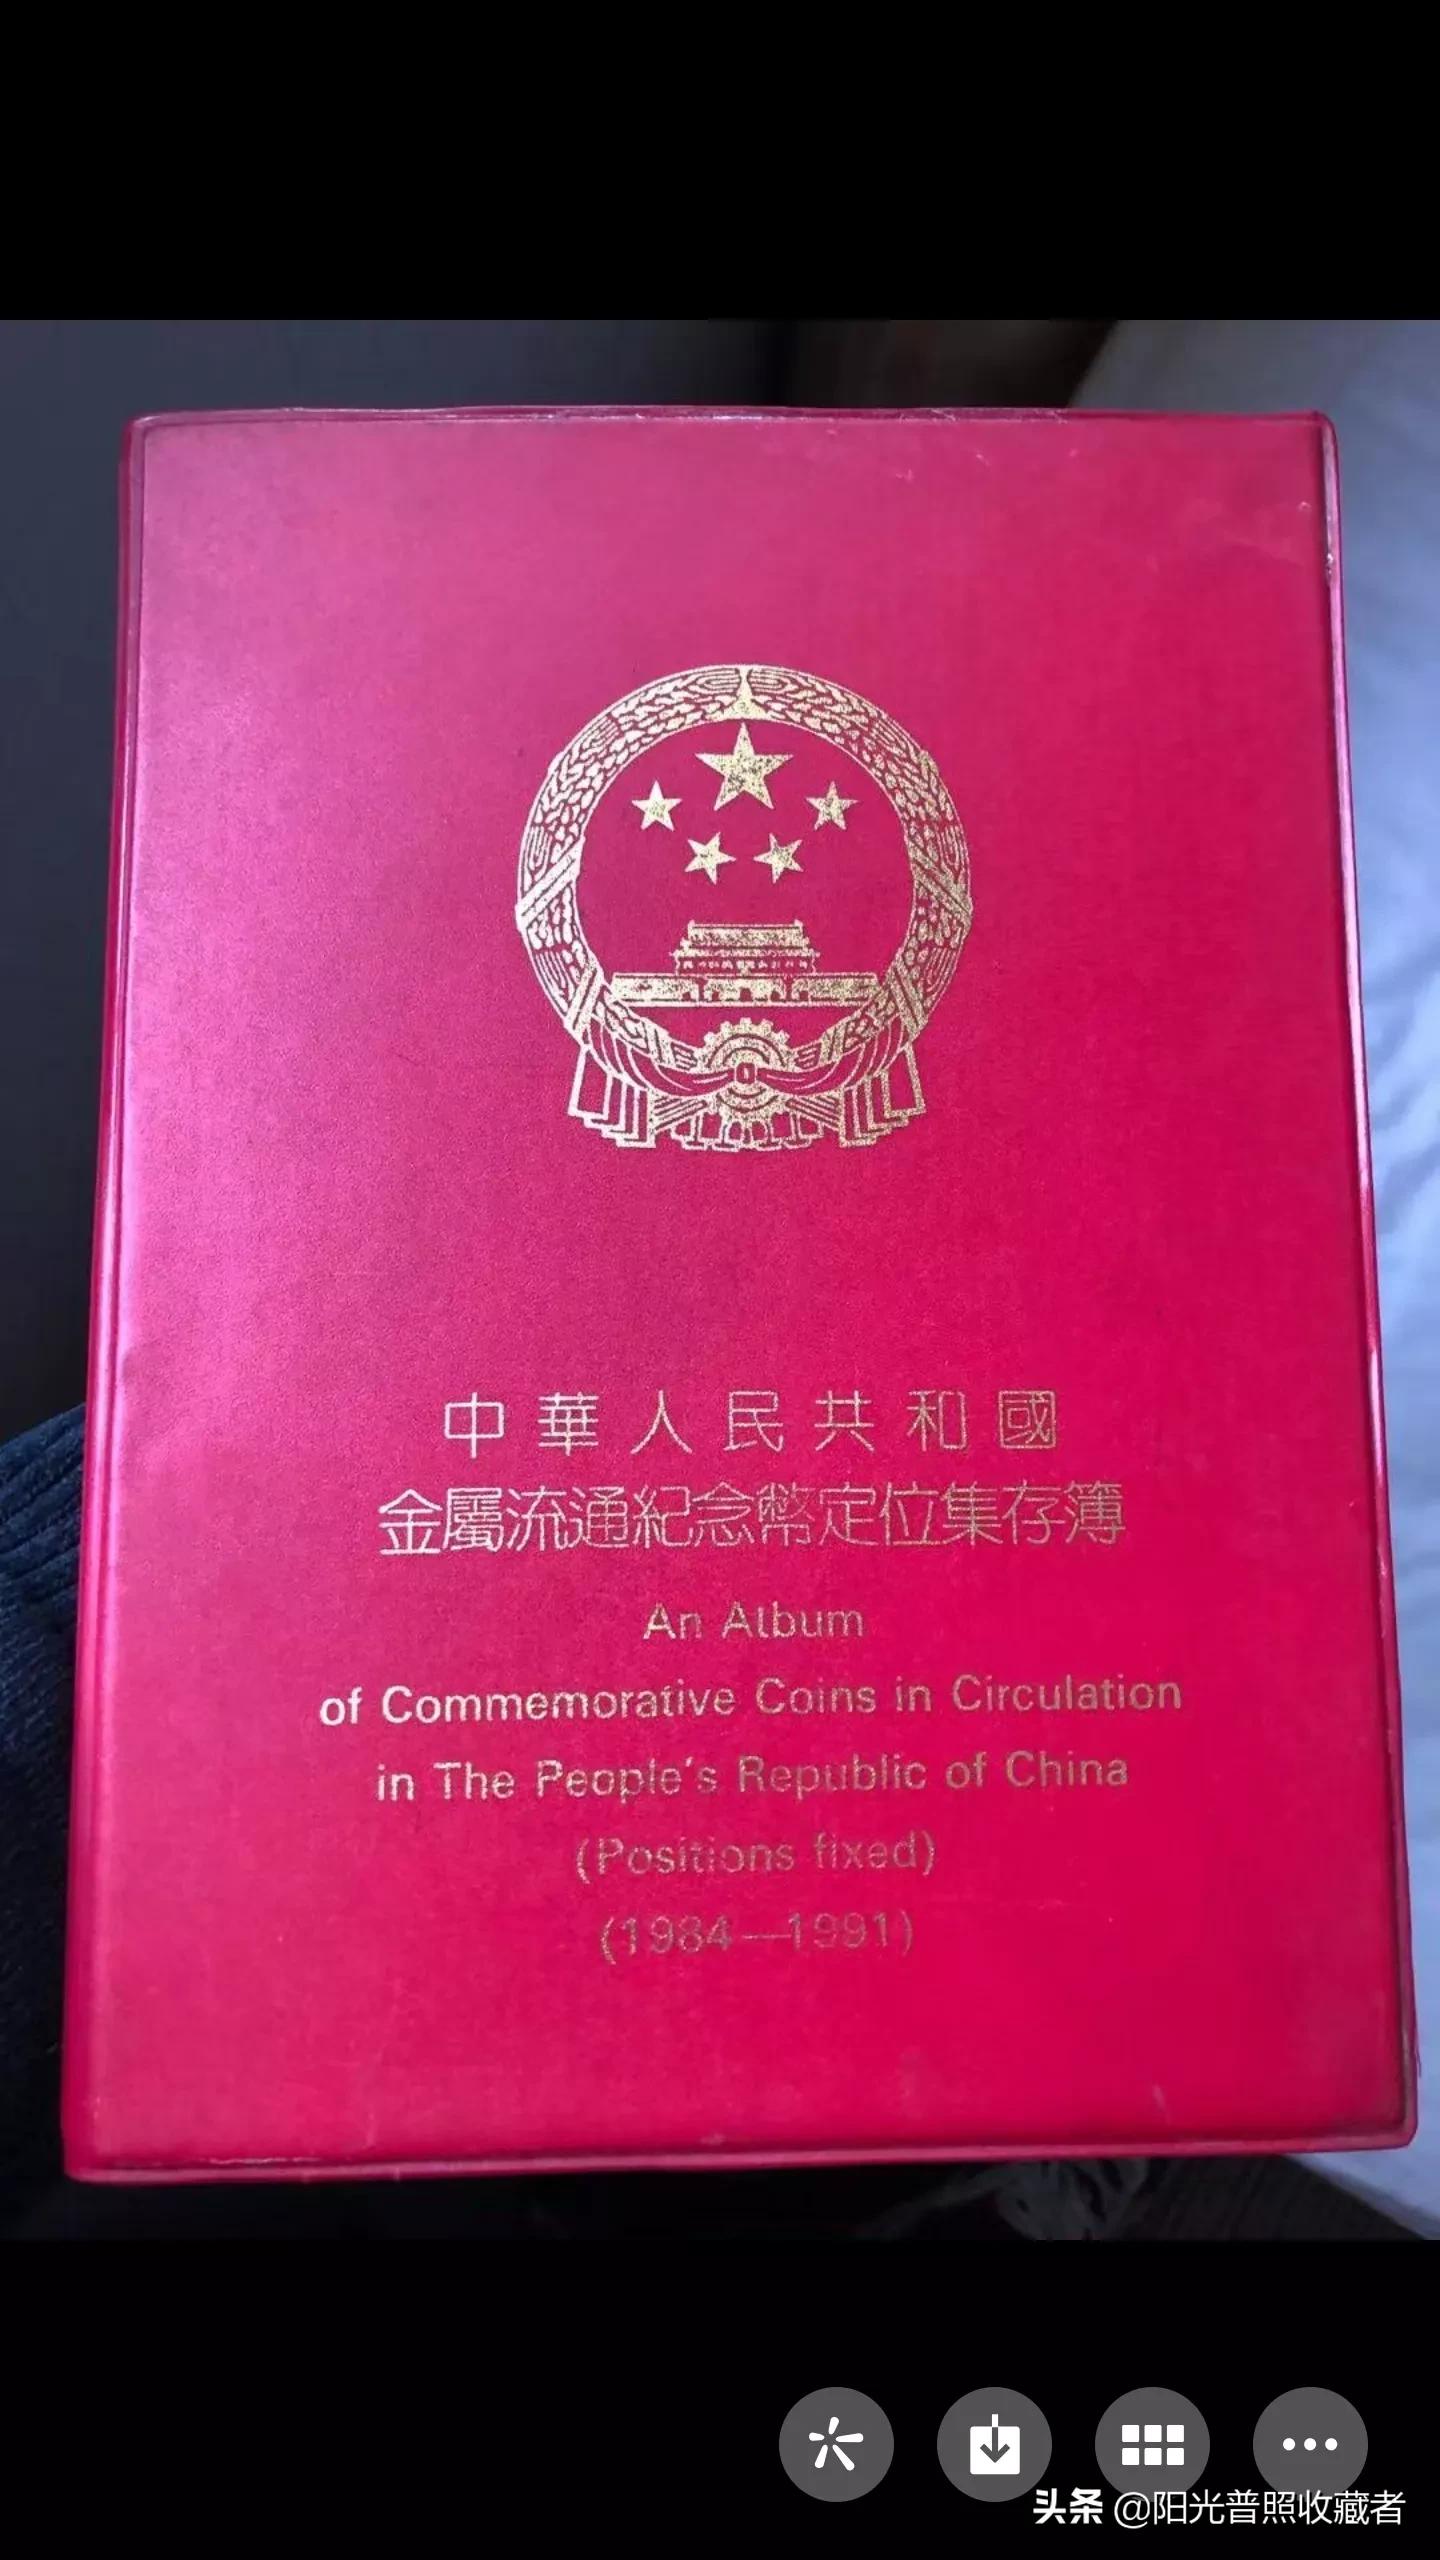 中華人民共和國
金屬流通紀念幣定位集存簿
An Album
of Commemorative Coins in Circulation
in The People's Republic of China
(Positions fixed)
(1984—1991)
头条 @阳光普照收藏者